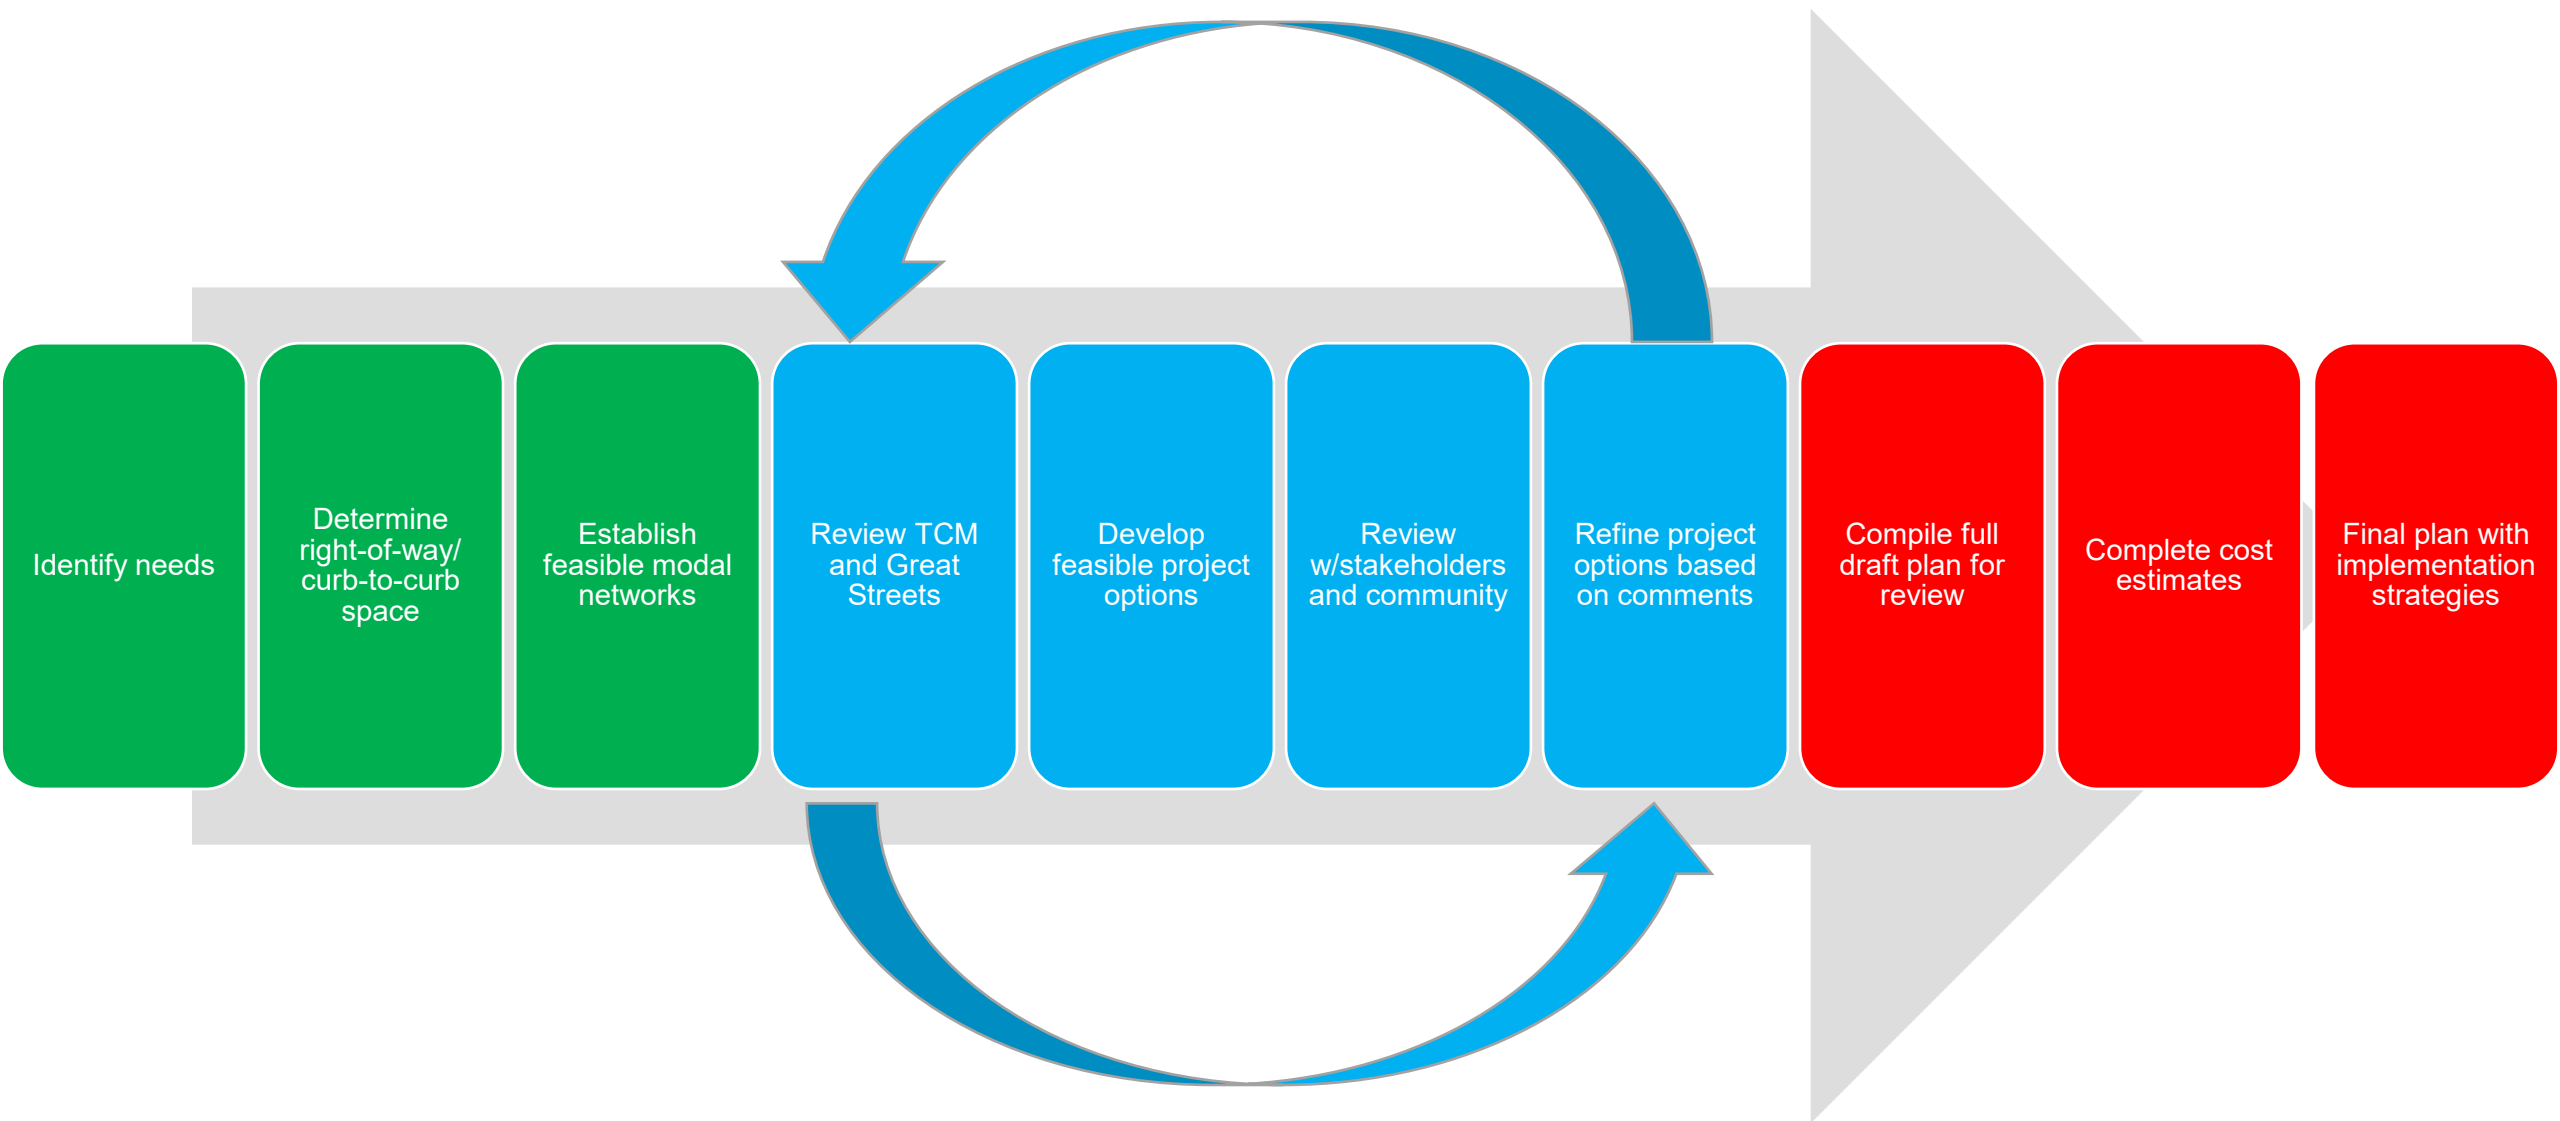 Identify needs
Determine
right-of-way/
curb-to-curb
space
Establish
feasible modal
networks
Review TCM
and Great
Streets
Develop
feasible project
options
Review
w/stakeholders
and community
Refine project
options based
on comments
Compile full
draft plan for
review
Complete cost
estimates
Final plan with
implementation
strategies